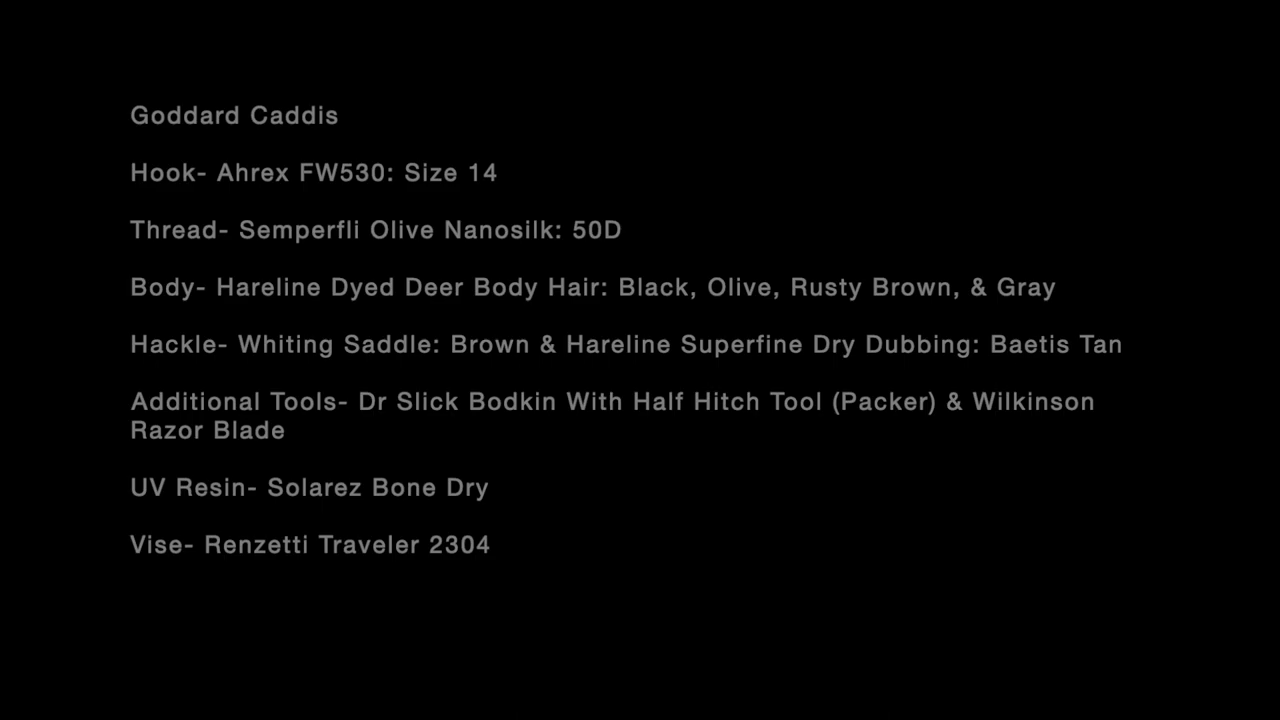 Goddard Caddis
Hook- Ahrex FW530: Size 14
Thread- Semperfli Olive Nanosilk: 50D
Body- Hareline Dyed Deer Body Hair: Black, Olive, Rusty Brown, & Gray
Hackle- Whiting Saddle: Brown & Hareline Superfine Dry Dubbing: Baetis Tan
Additional Tools- Dr Slick Bodkin With Half Hitch Tool (Packer) & Wilkinson
Razor Blade
UV Resin- Solarez Bone Dry
Vise- Renzetti Traveler 2304